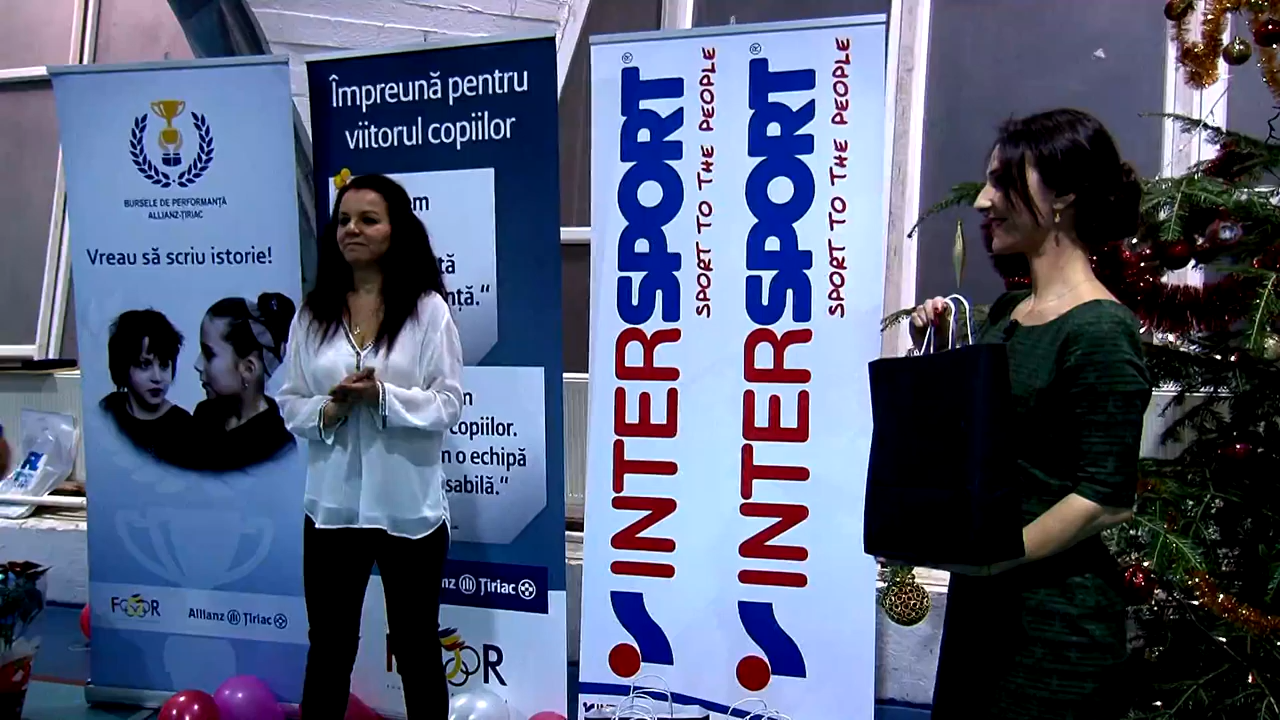 BURSELE DE PERFORMANȚĂ
ALLIANZ-ȚIRIAC
Vreau să scriu istorie!
Allianz Țiriac
Împreună pentru
viitorul copiilor
copiilor.
o echipă
Țiriac
INTERSPORT®
SPORT TO THE PEOPLE
INTERSPORT®
SPORT TO THE PEOPLE